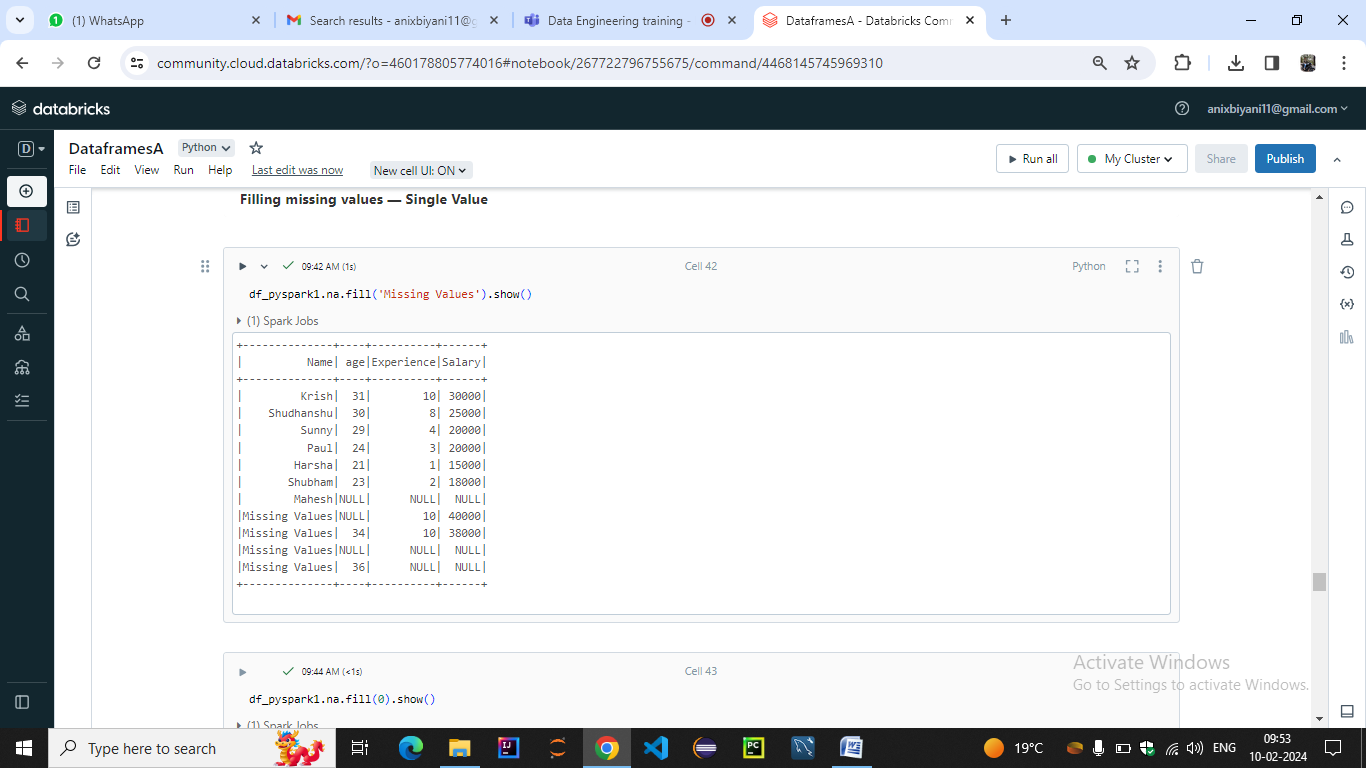 (1) WhatsApp
Search results - anixbiyani11@g
Data Engineering training -
DataframesA - Databricks Com
community.cloud.databricks.com/?o=460178805774016#notebook/267722796755675/command/4468145745969310
databricks
anixbiyani11@gmail.com
D
DataframesA Python
File Edit View Run Help Last edit was now New cell UI: ON
Run all My Cluster Share Publish
Filling missing values — Single Value
09:42 AM (1s) Cell 42 Python
df_pyspark1.na.fill('Missing Values').show()
(1) Spark Jobs
+--------------+----+----------+------+
|          Name| age|Experience|Salary|
+--------------+----+----------+------+
|         Krish|  31|        10| 30000|
|    Shudhanshu|  30|         8| 25000|
|         Sunny|  29|         4| 20000|
|          Paul|  24|         3| 20000|
|        Harsha|  21|         1| 15000|
|       Shubham|  23|         2| 18000|
|        Mahesh|NULL|      NULL|  NULL|
|Missing Values|NULL|        10| 40000|
|Missing Values|  34|        10| 38000|
|Missing Values|NULL|      NULL|  NULL|
|Missing Values|  36|      NULL|  NULL|
+--------------+----+----------+------+
09:44 AM (<1s) Cell 43
df_pyspark1.na.fill(0).show()
(1) Spark Jobs
Activate Windows
Go to Settings to activate Windows.
Type here to search
19°C
ENG
09:53
10-02-2024